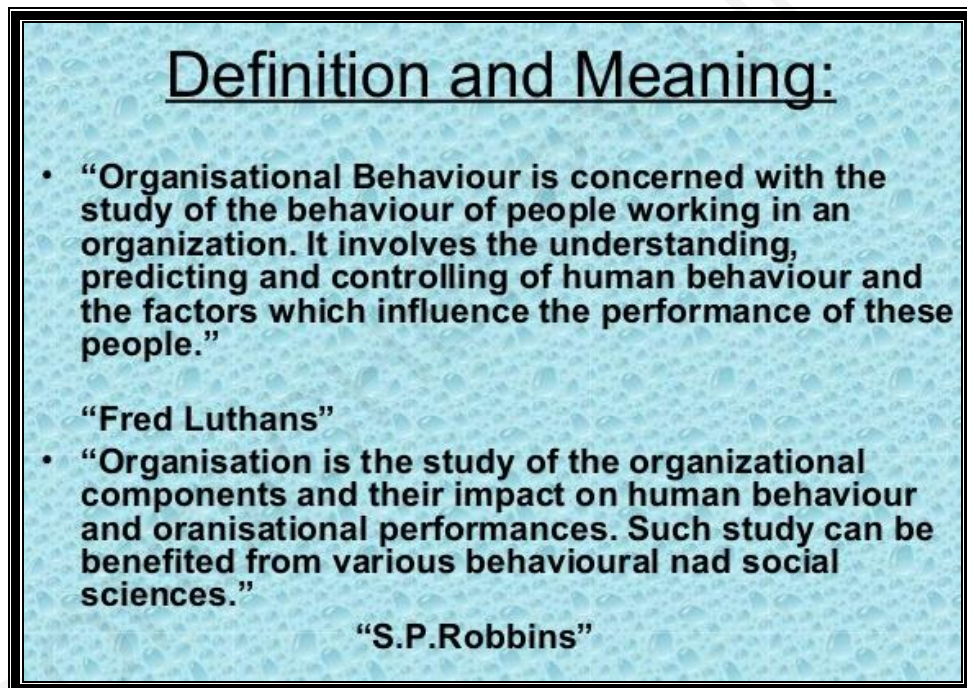 Definition and Meaning:
• “Organisational Behaviour is concerned with the
study of the behaviour of people working in an
organization. It involves the understanding,
predicting and controlling of human behaviour and
the factors which influence the performance of these
people.”
“Fred Luthans”
• “Organisation is the study of the organizational
components and their impact on human behaviour
and oranisational performances. Such study can be
benefited from various behavioural nad social
sciences.”
“S.P.Robbins”